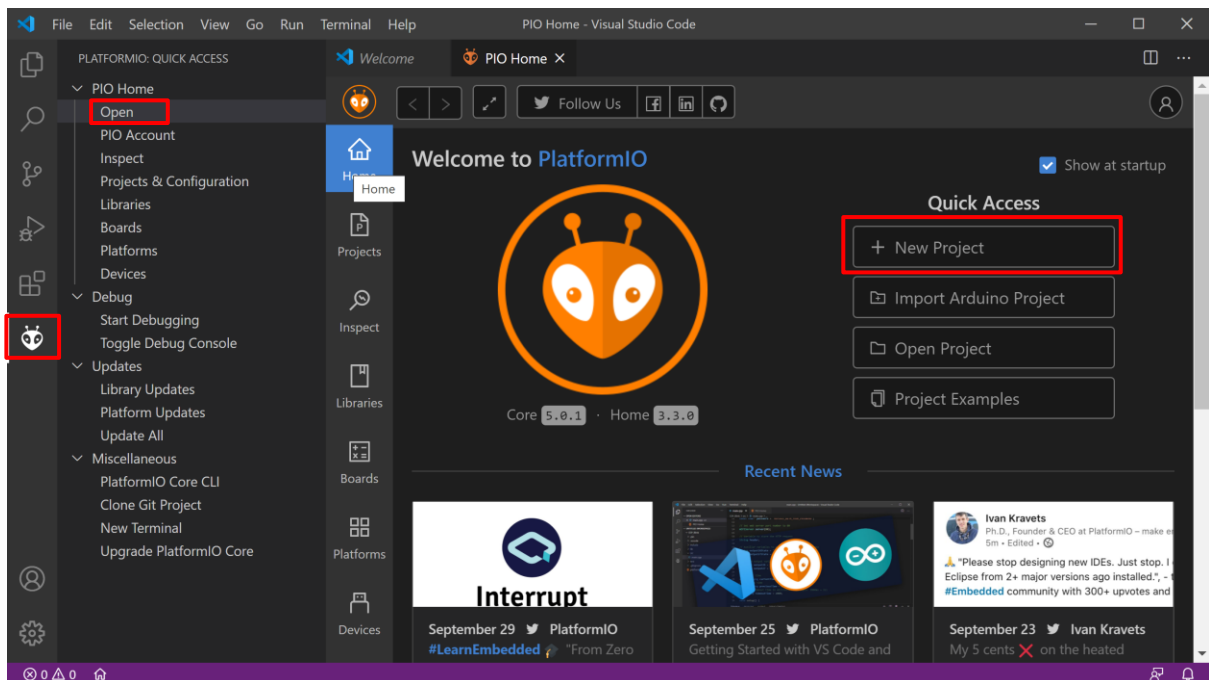 File Edit Selection View Go Run Terminal Help PIO Home - Visual Studio Code
PLATFORMIO: QUICK ACCESS
PIO Home
Open
PIO Account
Inspect
Projects & Configuration
Libraries
Boards
Platforms
Devices
Debug
Start Debugging
Toggle Debug Console
Updates
Library Updates
Platform Updates
Update All
Miscellaneous
PlatformIO Core CLI
Clone Git Project
New Terminal
Upgrade PlatformIO Core
Welcome PIO Home
Follow Us
Home
Projects
Inspect
Libraries
Boards
Platforms
Devices
Welcome to PlatformIO
Show at startup
Core 5.0.1 · Home 3.3.0
Quick Access
New Project
Import Arduino Project
Open Project
Project Examples
Recent News
Interrupt
September 29 PlatformIO
#LearnEmbedded "From Zero
September 25 PlatformIO
Getting Started with VS Code and
Ivan Kravets
Ph.D., Founder & CEO at PlatformIO – make
5m • Edited •
"Please stop designing new IDEs. Just stop. I
Eclipse from 2+ major versions ago installed.", -
#Embedded community with 300+ upvotes and
September 23 Ivan Kravets
My 5 cents on the heated
0 0